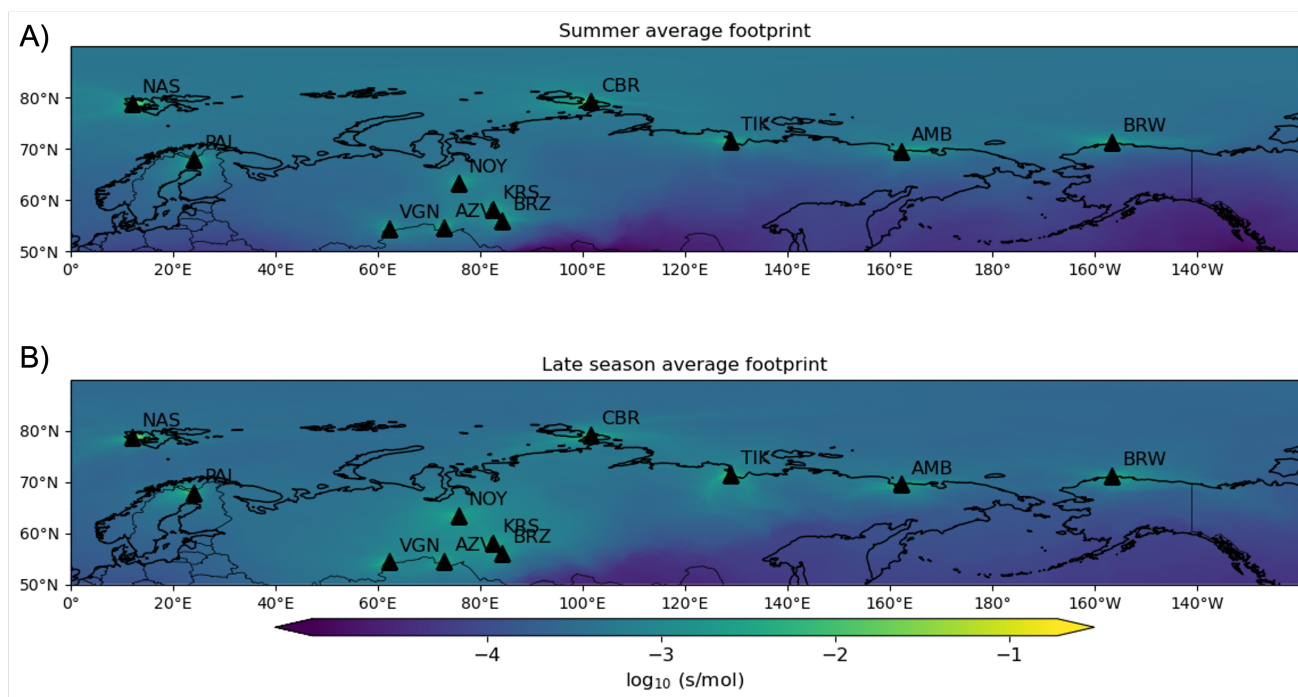 A)
Summer average footprint
NAS
CBR
PAL
TIK
AMB
BRW
NOY
KRS
VGN
AZV
BRZ
80°N
70°N
60°N
50°N
0°
20°E
40°E
60°E
80°E
100°E
120°E
140°E
160°E
180°
160°W
140°W
B)
Late season average footprint
NAS
CBR
PAL
TIK
AMB
BRW
NOY
KRS
VGN
AZV
BRZ
80°N
70°N
60°N
50°N
0°
20°E
40°E
60°E
80°E
100°E
120°E
140°E
160°E
180°
160°W
140°W
−4
−3
−2
−1
log₁₀ (s/mol)